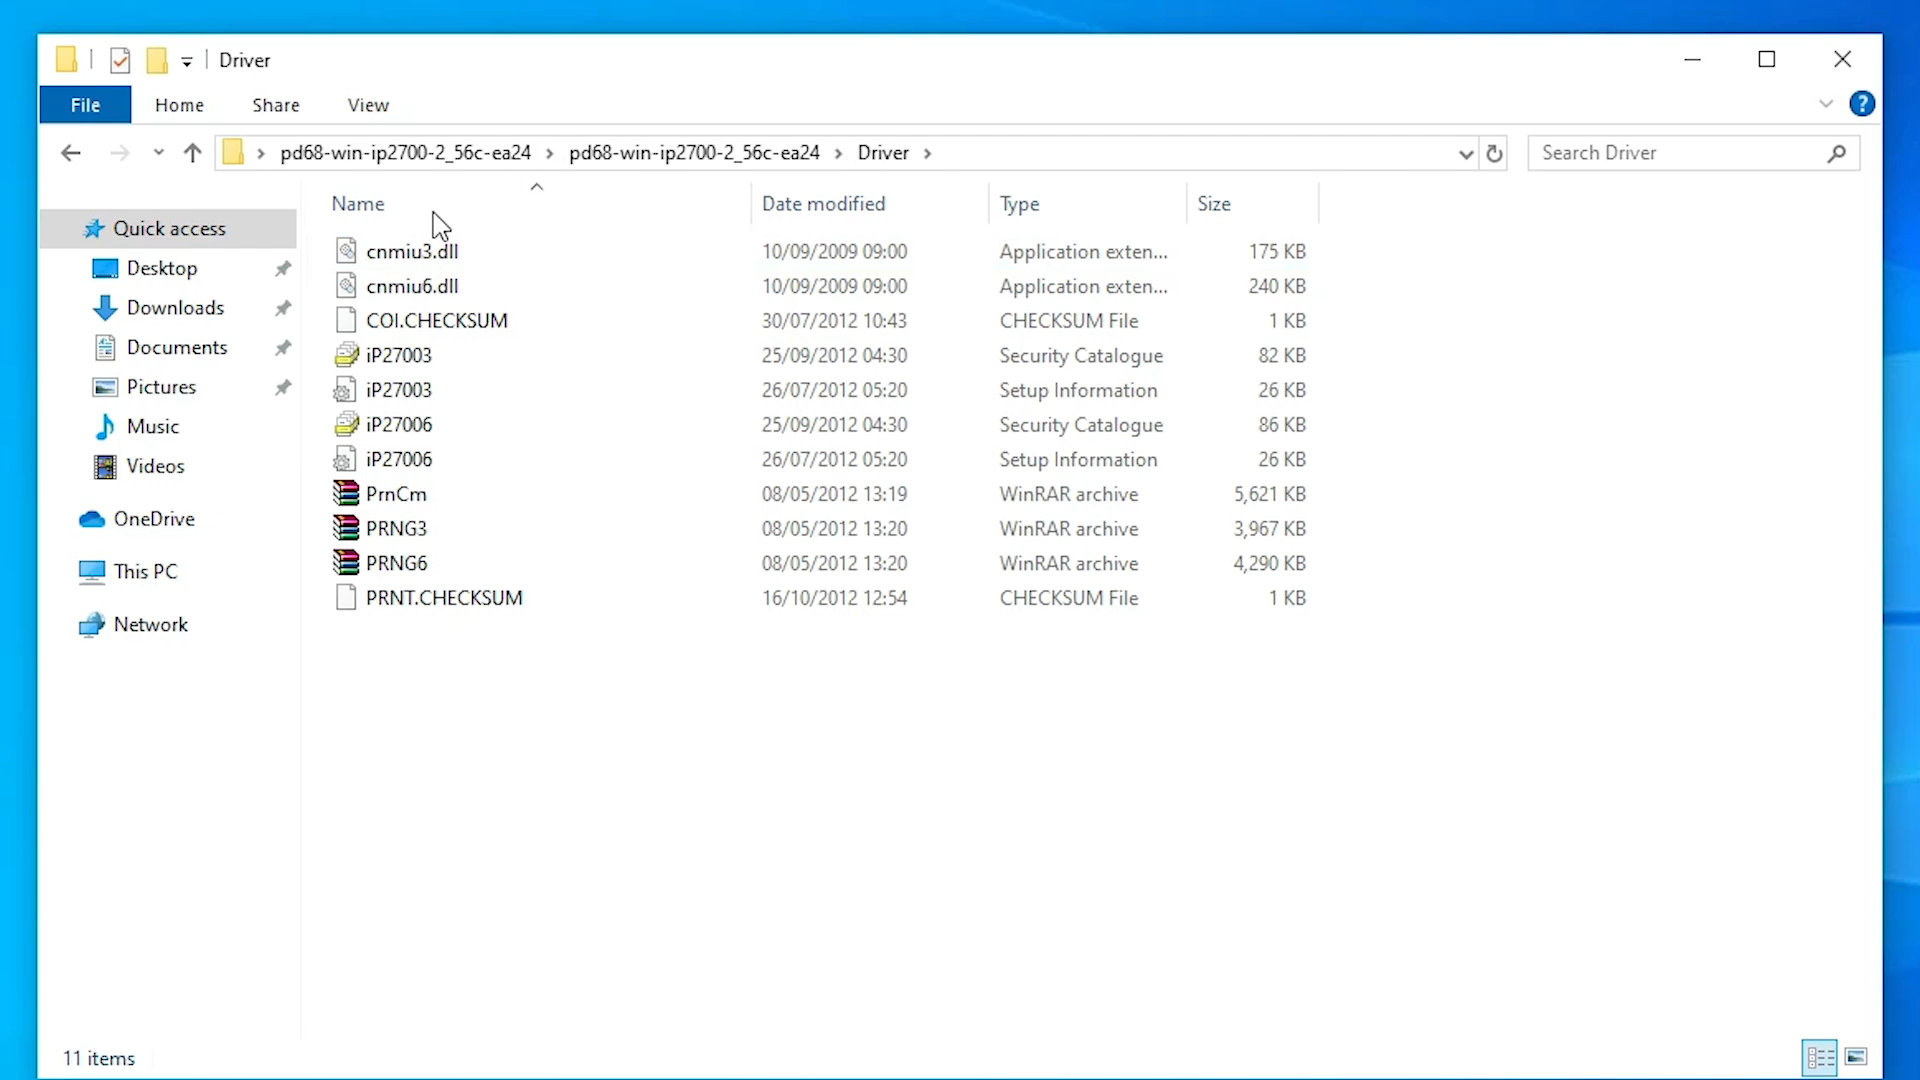 Driver
File Home Share View
pd68-win-ip2700-2_56c-ea24 pd68-win-ip2700-2_56c-ea24 Driver Search Driver
Name Date modified Type Size
Quick access
Desktop
Downloads
Documents
Pictures
Music
Videos
OneDrive
This PC
Network
cnmiu3.dll 10/09/2009 09:00 Application exten... 175 KB
cnmiu6.dll 10/09/2009 09:00 Application exten... 240 KB
COI.CHECKSUM 30/07/2012 10:43 CHECKSUM File 1 KB
iP27003 25/09/2012 04:30 Security Catalogue 82 KB
iP27003 26/07/2012 05:20 Setup Information 26 KB
iP27006 25/09/2012 04:30 Security Catalogue 86 KB
iP27006 26/07/2012 05:20 Setup Information 26 KB
PrnCm 08/05/2012 13:19 WinRAR archive 5,621 KB
PRNG3 08/05/2012 13:20 WinRAR archive 3,967 KB
PRNG6 08/05/2012 13:20 WinRAR archive 4,290 KB
PRNT.CHECKSUM 16/10/2012 12:54 CHECKSUM File 1 KB
11 items